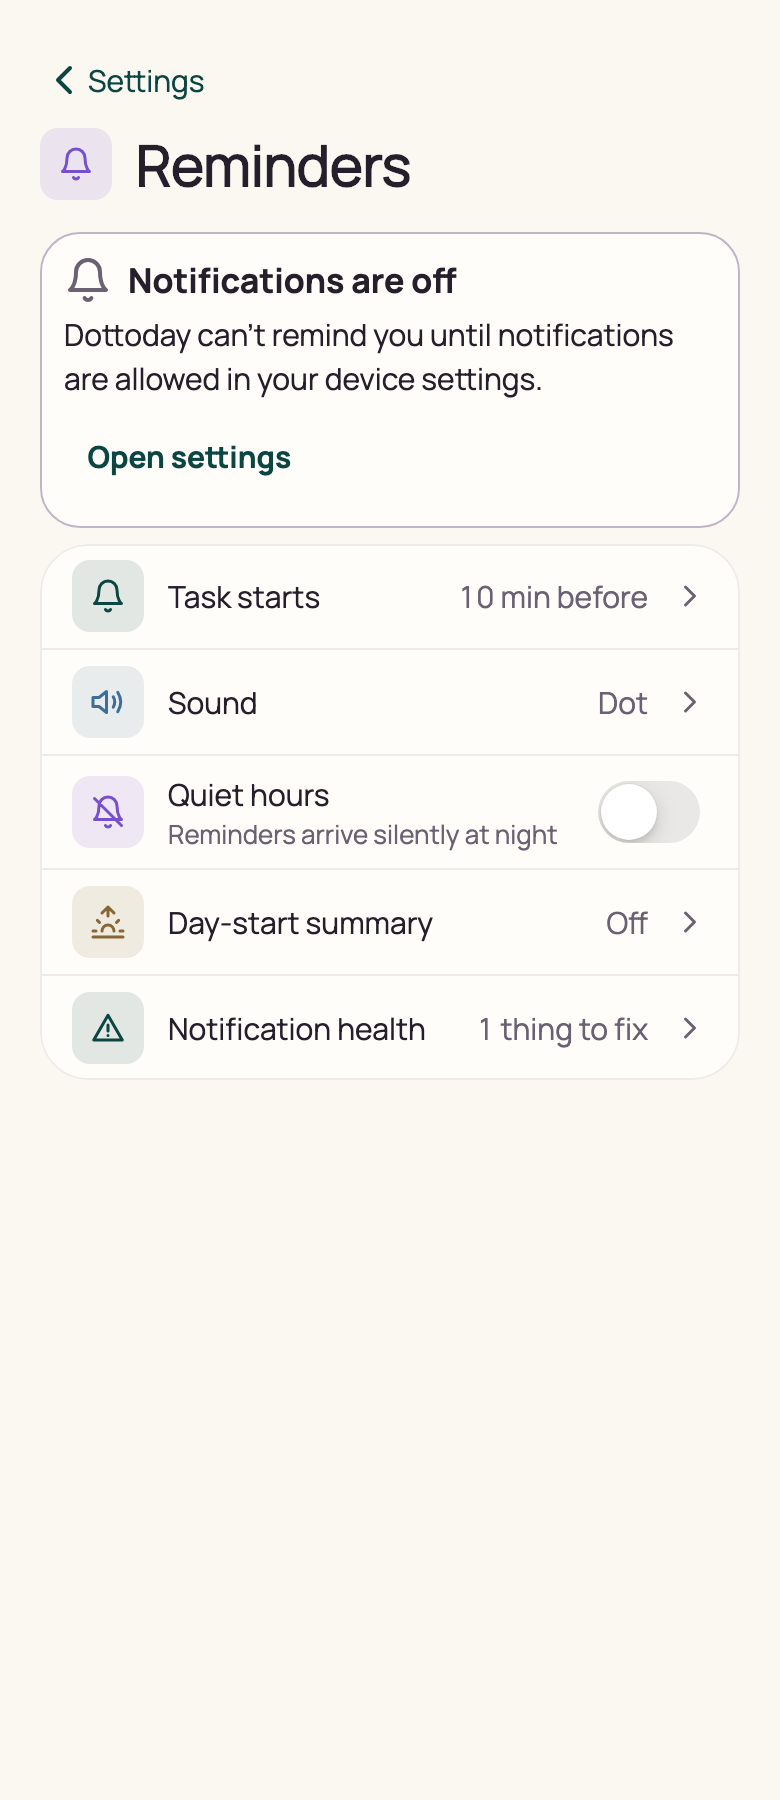 Settings
Reminders
Notifications are off
Dottoday can't remind you until notifications
are allowed in your device settings.
Open settings
Task starts 10 min before
Sound Dot
Quiet hours
Reminders arrive silently at night
Day-start summary Off
Notification health 1 thing to fix